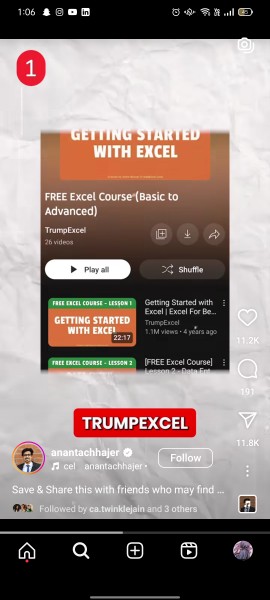 1:06
1
GETTING STARTED
WITH EXCEL
FREE Excel Course (Basic to
Advanced)
TrumpExcel
26 videos
Play all
Shuffle
FREE EXCEL COURSE - LESSON 1
GETTING STARTED
WITH EXCEL
22:17
Getting Started with
Excel | Excel For Be...
TrumpExcel
1.1M views • 4 years ago
FREE EXCEL COURSE - LESSON 2
[FREE Excel Course]
Lesson 2 - Data Ent
11.2K
191
11.8K
TRUMPEXCEL
anantachhajer
cel anantachhajer •
Follow
Save & Share this with friends who may find ...
Followed by ca.twinklejain and 3 others